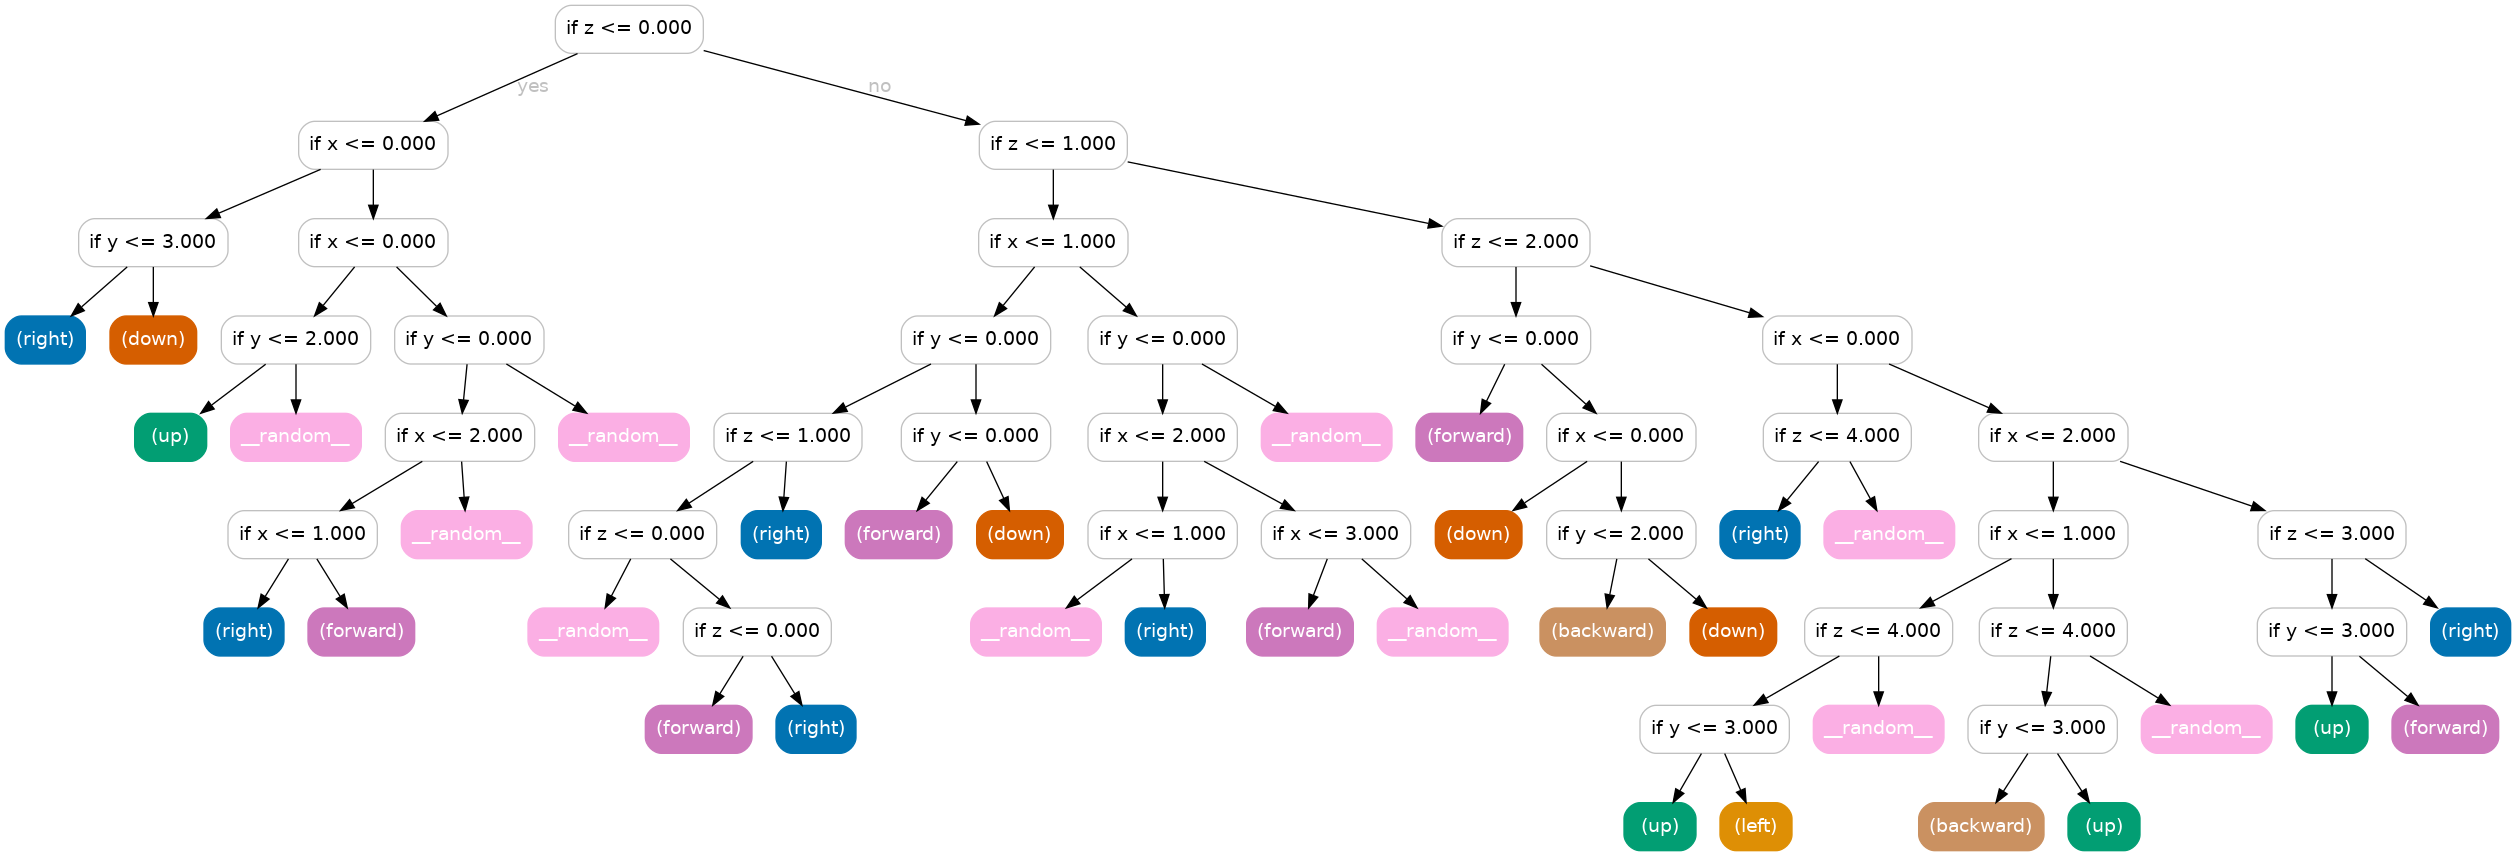 if z <= 0.000
yes
no
if x <= 0.000
if z <= 1.000
if y <= 3.000
if x <= 0.000
if x <= 1.000
if z <= 2.000
(right)
(down)
if y <= 2.000
if y <= 0.000
if y <= 0.000
if y <= 0.000
if y <= 0.000
if x <= 0.000
(up)
__random__
if x <= 2.000
__random__
if z <= 1.000
if y <= 0.000
if x <= 2.000
__random__
(forward)
if x <= 0.000
if z <= 4.000
if x <= 2.000
if x <= 1.000
__random__
if z <= 0.000
(right)
(forward)
(down)
if x <= 1.000
if x <= 3.000
(down)
if y <= 2.000
(right)
__random__
if x <= 1.000
if z <= 3.000
(right)
(forward)
__random__
if z <= 0.000
__random__
(right)
(forward)
__random__
(backward)
(down)
if z <= 4.000
if z <= 4.000
if y <= 3.000
(right)
(forward)
(right)
if y <= 3.000
__random__
if y <= 3.000
__random__
(up)
(forward)
(up)
(left)
(backward)
(up)